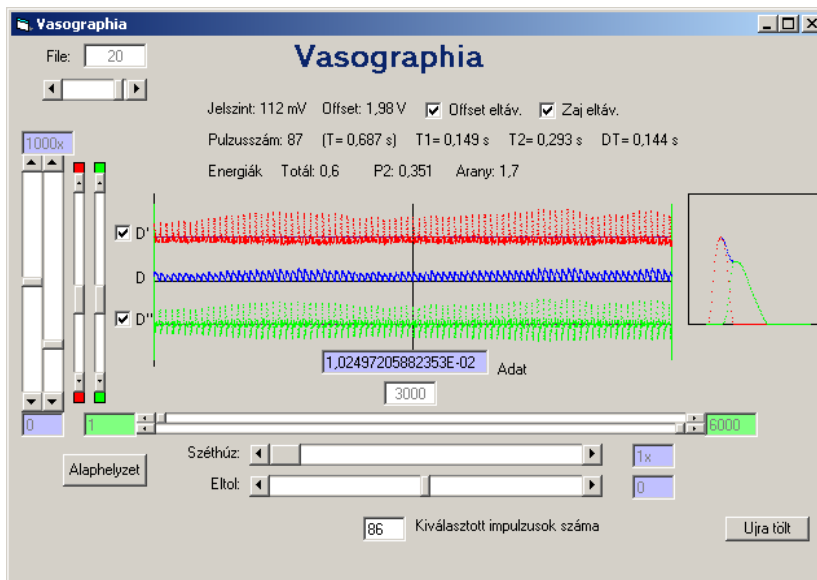 Vasographia
File: 20
Vasographia
Jelszint: 112 mV Offset: 1,98 V Offset eltáv. Zaj eltáv.
Pulzusszám: 87 (T= 0,687 s) T1= 0,149 s T2= 0,293 s DT= 0,144 s
1000x
Energiák Totál: 0,6 P2: 0,351 Arany: 1,7
D'
D
D''
1,02497205882353E-02 Adat
3000
0 1 6000
Széthúz: 1x
Alaphelyzet
Eltol: 0
86 Kiválasztott impulzusok száma Ujra tölt